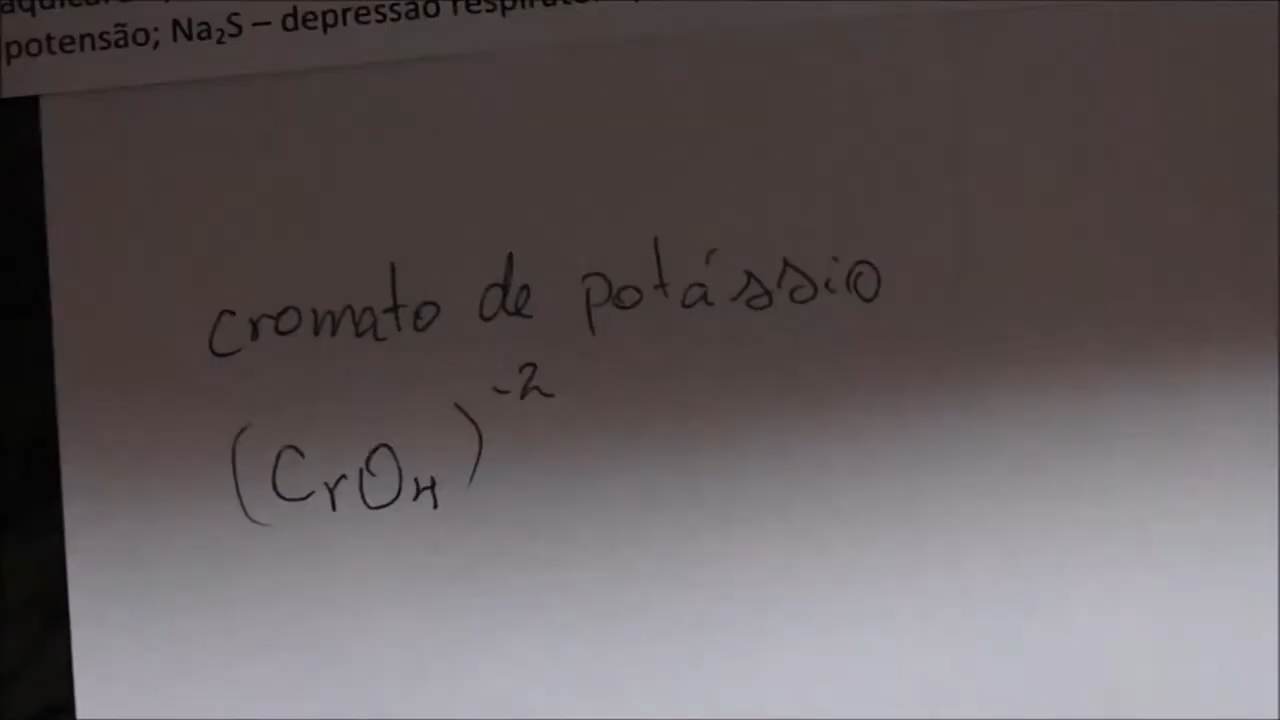 potensão; Na₂S – depressão
cromato de potássio
(CrO₄)⁻²